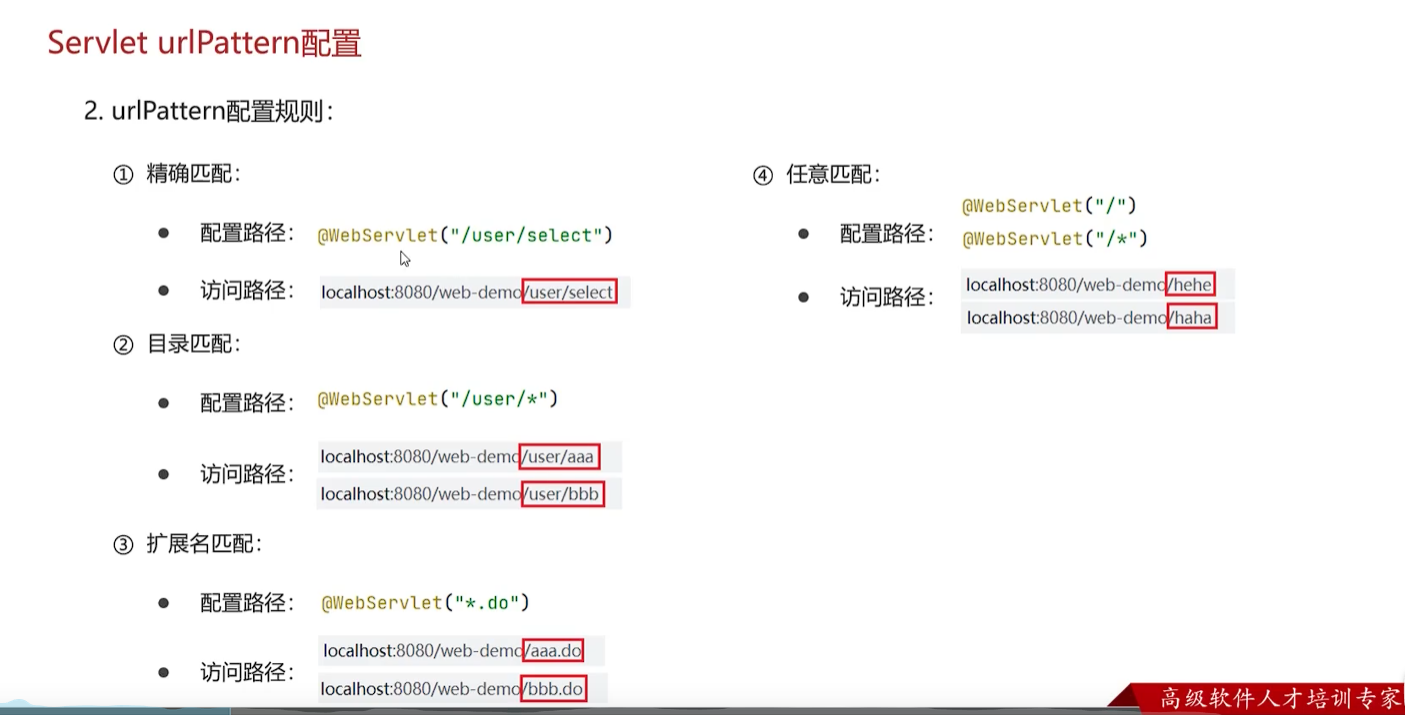 Servlet urlPattern配置
2. urlPattern配置规则：
① 精确匹配：
● 配置路径： @WebServlet("/user/select")
● 访问路径： localhost:8080/web-demo/user/select
② 目录匹配：
● 配置路径： @WebServlet("/user/*")
● 访问路径： localhost:8080/web-demo/user/aaa
localhost:8080/web-demo/user/bbb
③ 扩展名匹配：
● 配置路径： @WebServlet("*.do")
● 访问路径： localhost:8080/web-demo/aaa.do
localhost:8080/web-demo/bbb.do
④ 任意匹配：
● 配置路径： @WebServlet("/")
@WebServlet("/*")
● 访问路径： localhost:8080/web-demo/hehe
localhost:8080/web-demo/haha
高级软件人才培训专家